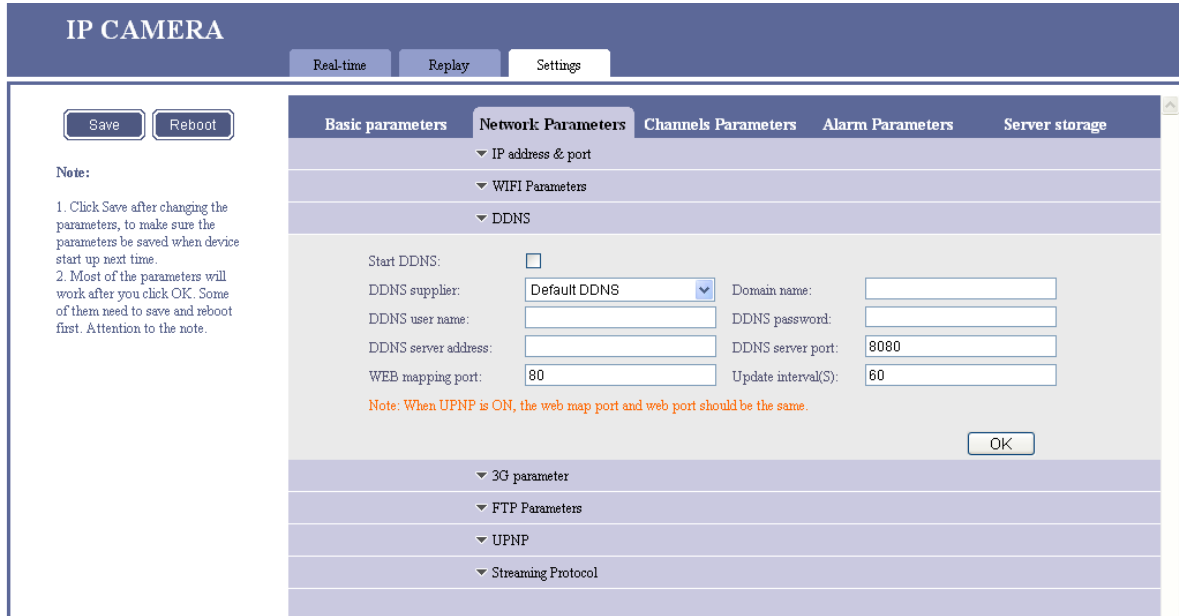 IP CAMERA
Real-time Replay Settings
Save Reboot
Note:
1. Click Save after changing the
parameters, to make sure the
parameters be saved when device
start up next time.
2. Most of the parameters will
work after you click OK. Some
of them need to save and reboot
first. Attention to the note.
Basic parameters Network Parameters Channels Parameters Alarm Parameters Server storage
IP address & port
WIFI Parameters
DDNS
Start DDNS:
DDNS supplier: Default DDNS Domain name:
DDNS user name: DDNS password:
DDNS server address: DDNS server port: 8080
WEB mapping port: 80 Update interval(S): 60
Note: When UPNP is ON, the web map port and web port should be the same.
OK
3G parameter
FTP Parameters
UPNP
Streaming Protocol